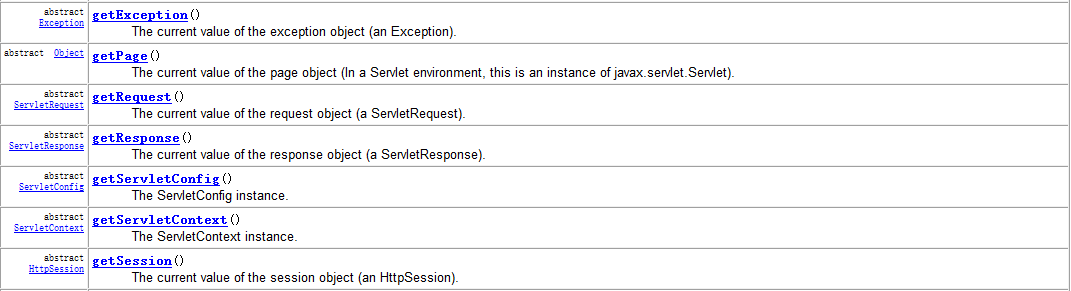 abstract
Exception
getException()
The current value of the exception object (an Exception).
abstract Object
getPage()
The current value of the page object (In a Servlet environment, this is an instance of javax.servlet.Servlet).
abstract
ServletRequest
getRequest()
The current value of the request object (a ServletRequest).
abstract
ServletResponse
getResponse()
The current value of the response object (a ServletResponse).
abstract
ServletConfig
getServletConfig()
The ServletConfig instance.
abstract
ServletContext
getServletContext()
The ServletContext instance.
abstract
HttpSession
getSession()
The current value of the session object (an HttpSession).